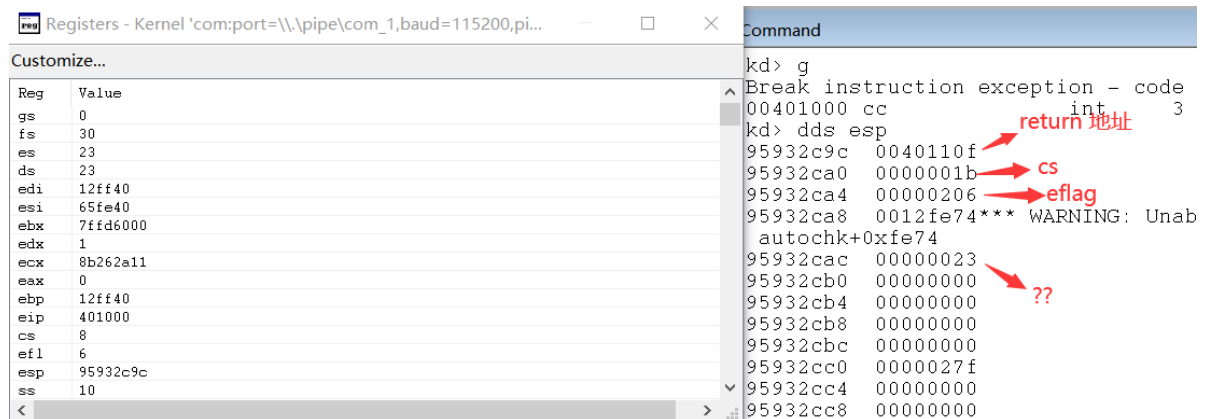 Registers - Kernel 'com:port=\\.\pipe\com_1,baud=115200,pi...
Customize...
Reg Value
gs 0
fs 30
es 23
ds 23
edi 12ff40
esi 65fe40
ebx 7ffd6000
edx 1
ecx 8b262a11
eax 0
ebp 12ff40
eip 401000
cs 8
efl 6
esp 95932c9c
ss 10
Command
kd> g
Break instruction exception - code
00401000 cc int 3
kd> dds esp
return 地址
95932c9c 0040110f
95932ca0 0000001b
cs
95932ca4 00000206
eflag
95932ca8 0012fe74*** WARNING: Unab
autochk+0xfe74
95932cac 00000023
??
95932cb0 00000000
95932cb4 00000000
95932cb8 00000000
95932cbc 00000000
95932cc0 0000027f
95932cc4 00000000
95932cc8 00000000